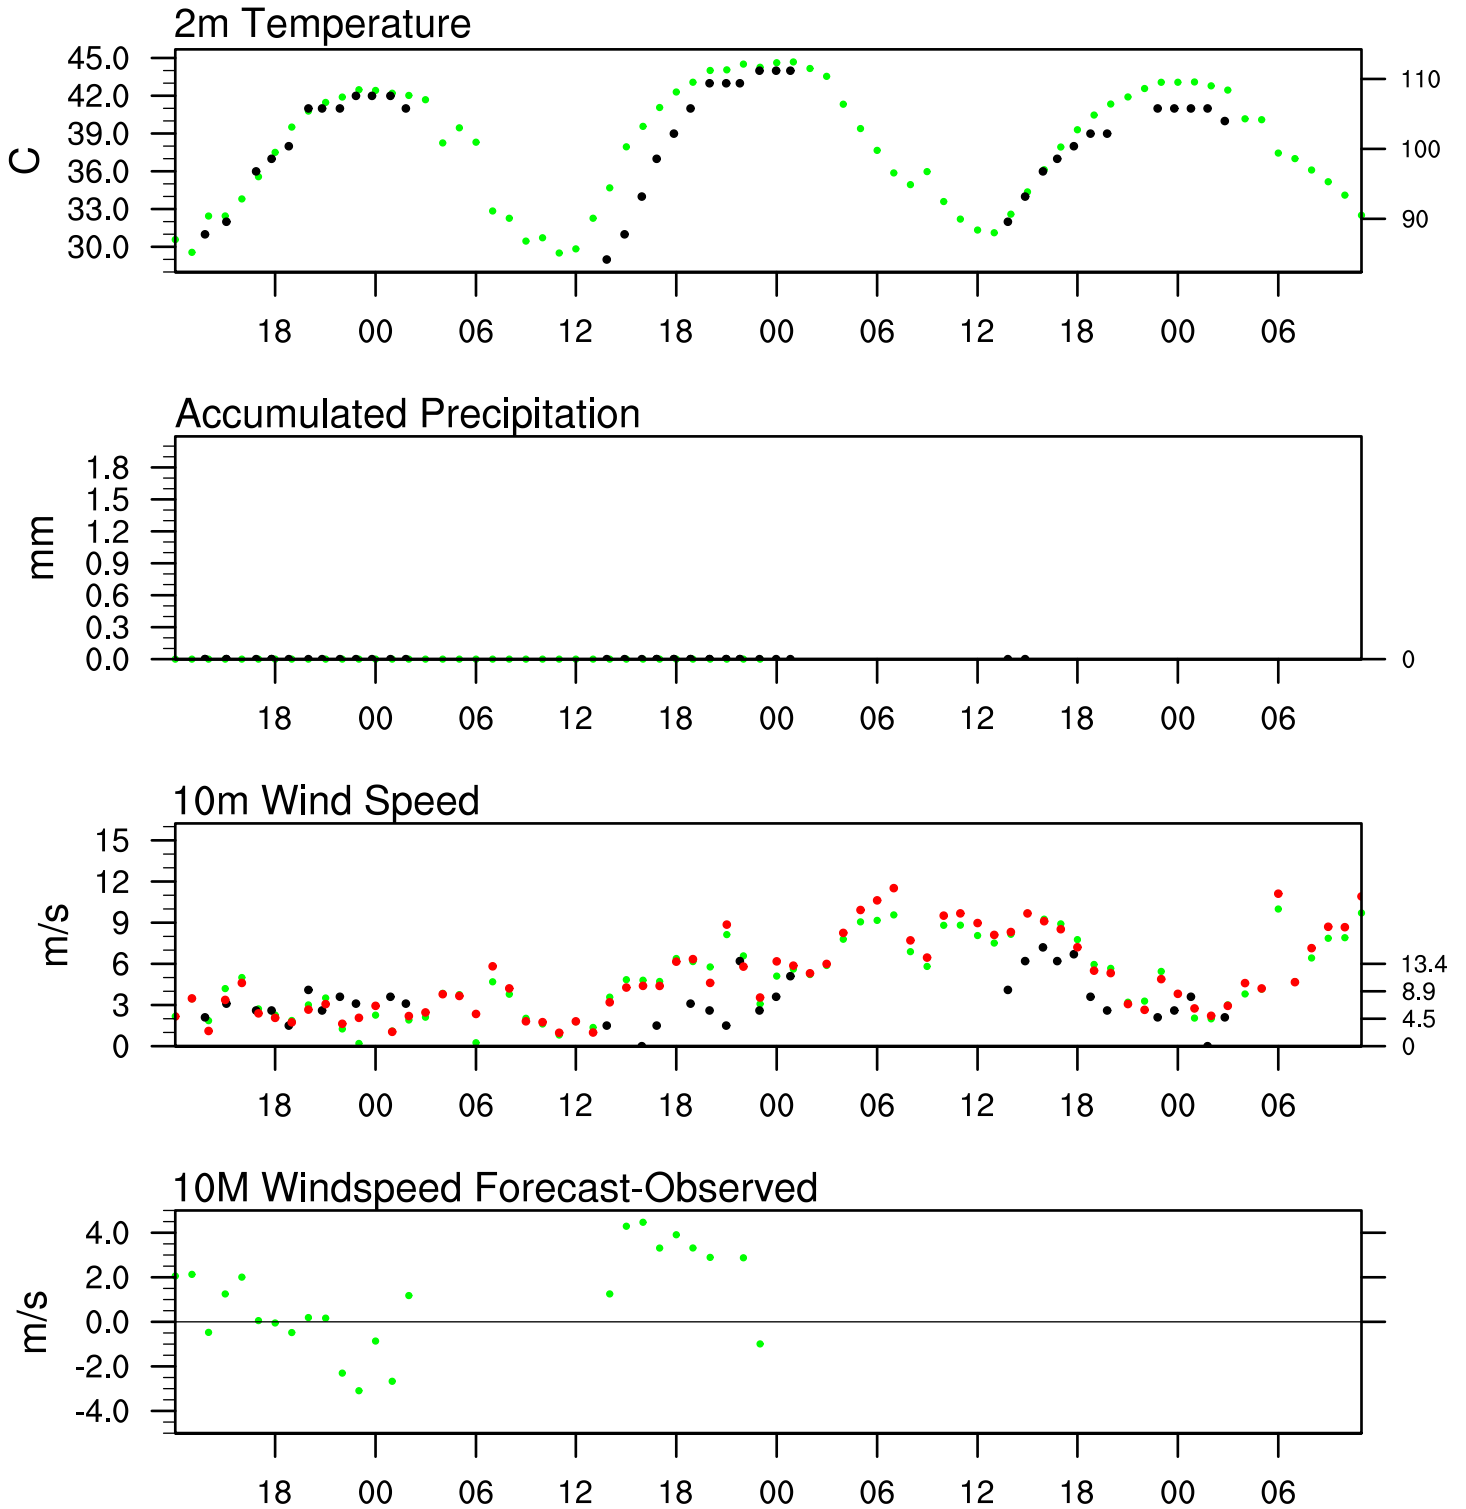 2m Temperature
45.0
42.0
39.0
36.0
33.0
30.0
C
110
100
90
18 00 06 12 18 00 06 12 18 00 06
Accumulated Precipitation
1.8
1.5
1.2
0.9
0.6
0.3
0.0
mm
0
18 00 06 12 18 00 06 12 18 00 06
10m Wind Speed
15
12
9
6
3
0
m/s
13.4
8.9
4.5
0
18 00 06 12 18 00 06 12 18 00 06
10M Windspeed Forecast-Observed
4.0
2.0
0.0
-2.0
-4.0
m/s
18 00 06 12 18 00 06 12 18 00 06